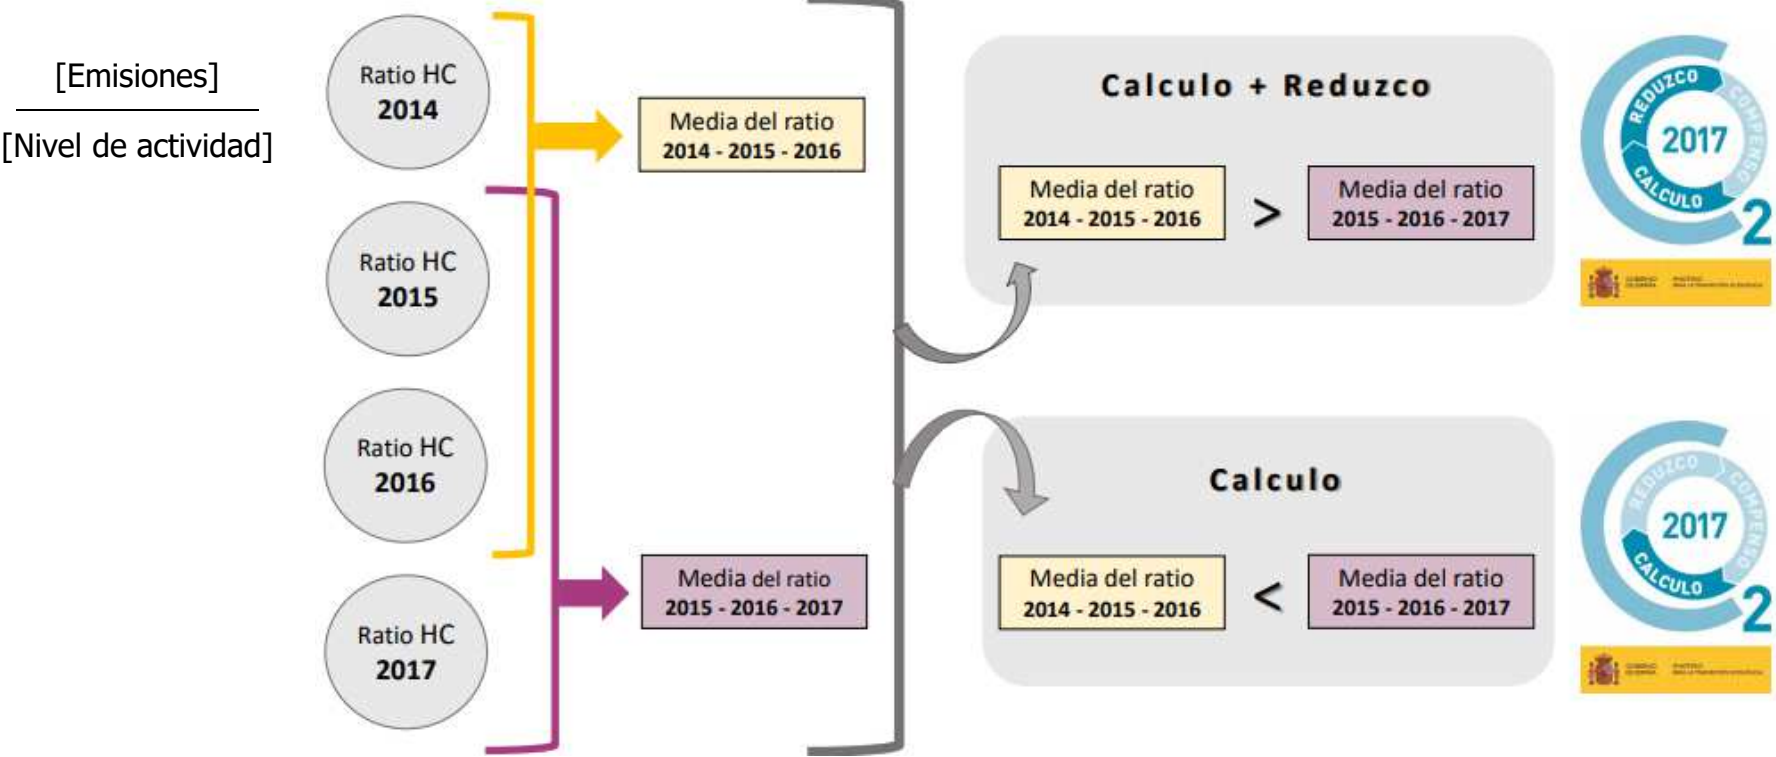 [Emisiones]
[Nivel de actividad]
Ratio HC
2014
Ratio HC
2015
Ratio HC
2016
Ratio HC
2017
Media del ratio
2014 - 2015 - 2016
Media del ratio
2015 - 2016 - 2017
Calculo + Reduzco
Media del ratio
2014 - 2015 - 2016
>
Media del ratio
2015 - 2016 - 2017
REDUZCO
COMPENSO
CALCULO
2017
2
Calculo
Media del ratio
2014 - 2015 - 2016
<
Media del ratio
2015 - 2016 - 2017
REDUZCO
COMPENSO
CALCULO
2017
2